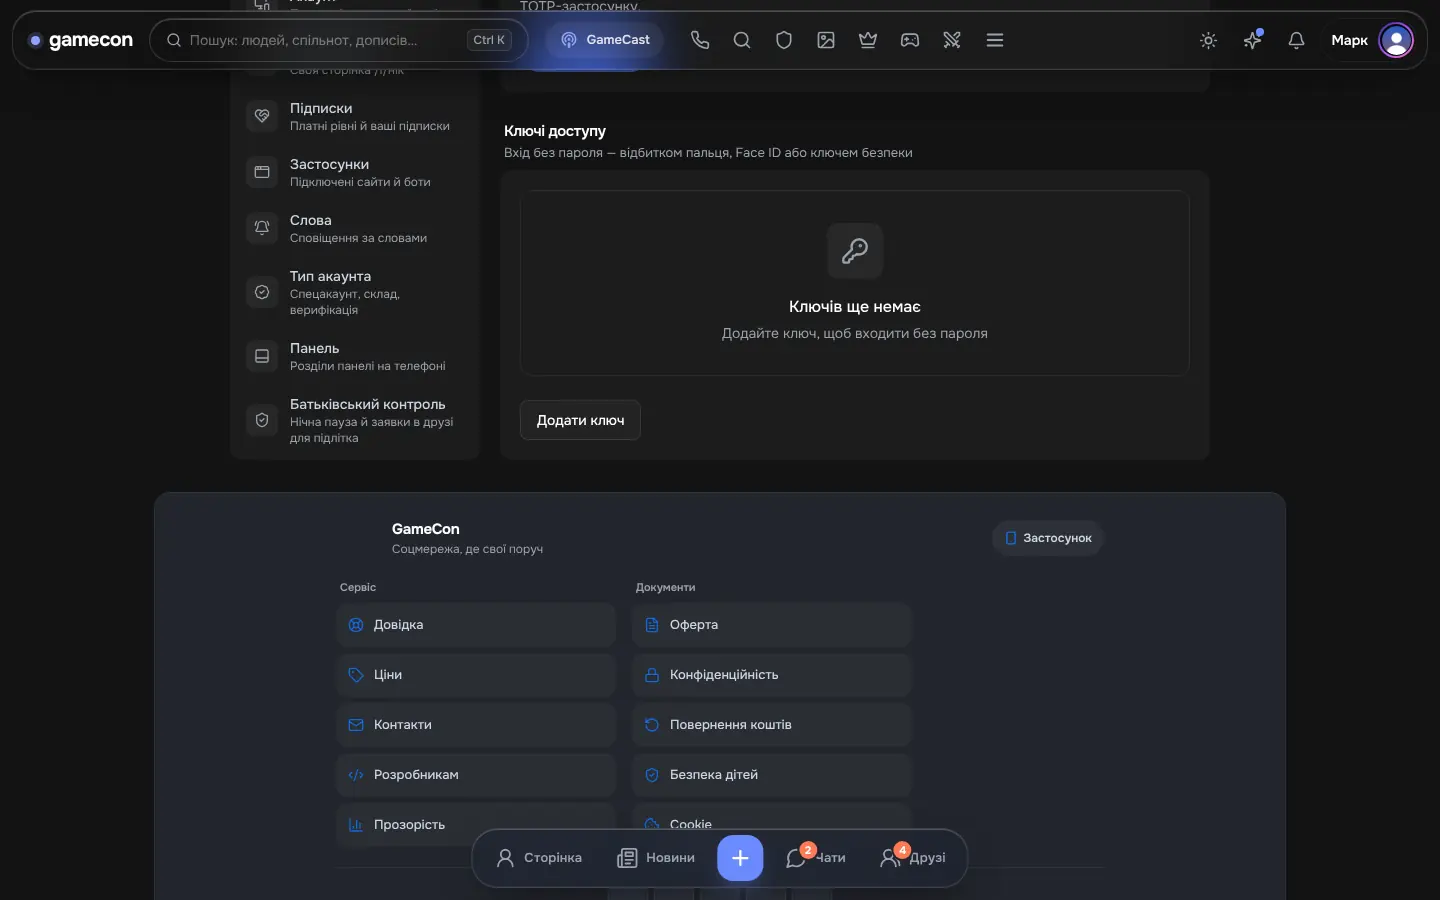 gamecon
Пошук: людей, спільнот, дописів...
Ctrl K
GameCast
Марк
TOTP-застосунку.
Підписки
Платні рівні й ваші підписки
Застосунки
Підключені сайти й боти
Слова
Сповіщення за словами
Тип акаунта
Спецакаунт, склад,
верифікація
Панель
Розділи панелі на телефоні
Батьківський контроль
Нічна пауза й заявки в друзі
для підлітка
Ключі доступу
Вхід без пароля — відбитком пальця, Face ID або ключем безпеки
Ключів ще немає
Додайте ключ, щоб входити без пароля
Додати ключ
GameCon
Соцмережа, де свої поруч
Застосунок
Сервіс
Довідка
Ціни
Контакти
Розробникам
Прозорість
Документи
Оферта
Конфіденційність
Повернення коштів
Безпека дітей
Cookie
Сторінка
Новини
2
Чати
4
Друзі